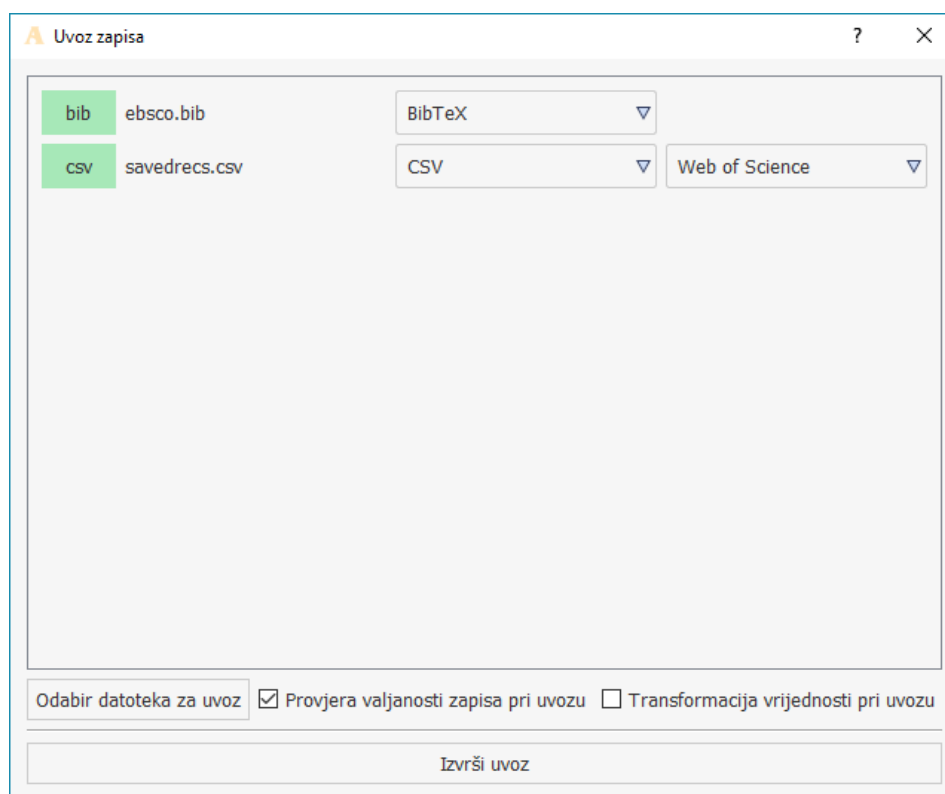 A Uvoz zapisa ?
bib ebsco.bib BibTeX
csv savedrecs.csv CSV Web of Science
Odabir datoteka za uvoz Provjera valjanosti zapisa pri uvozu Transformacija vrijednosti pri uvozu
Izvrši uvoz